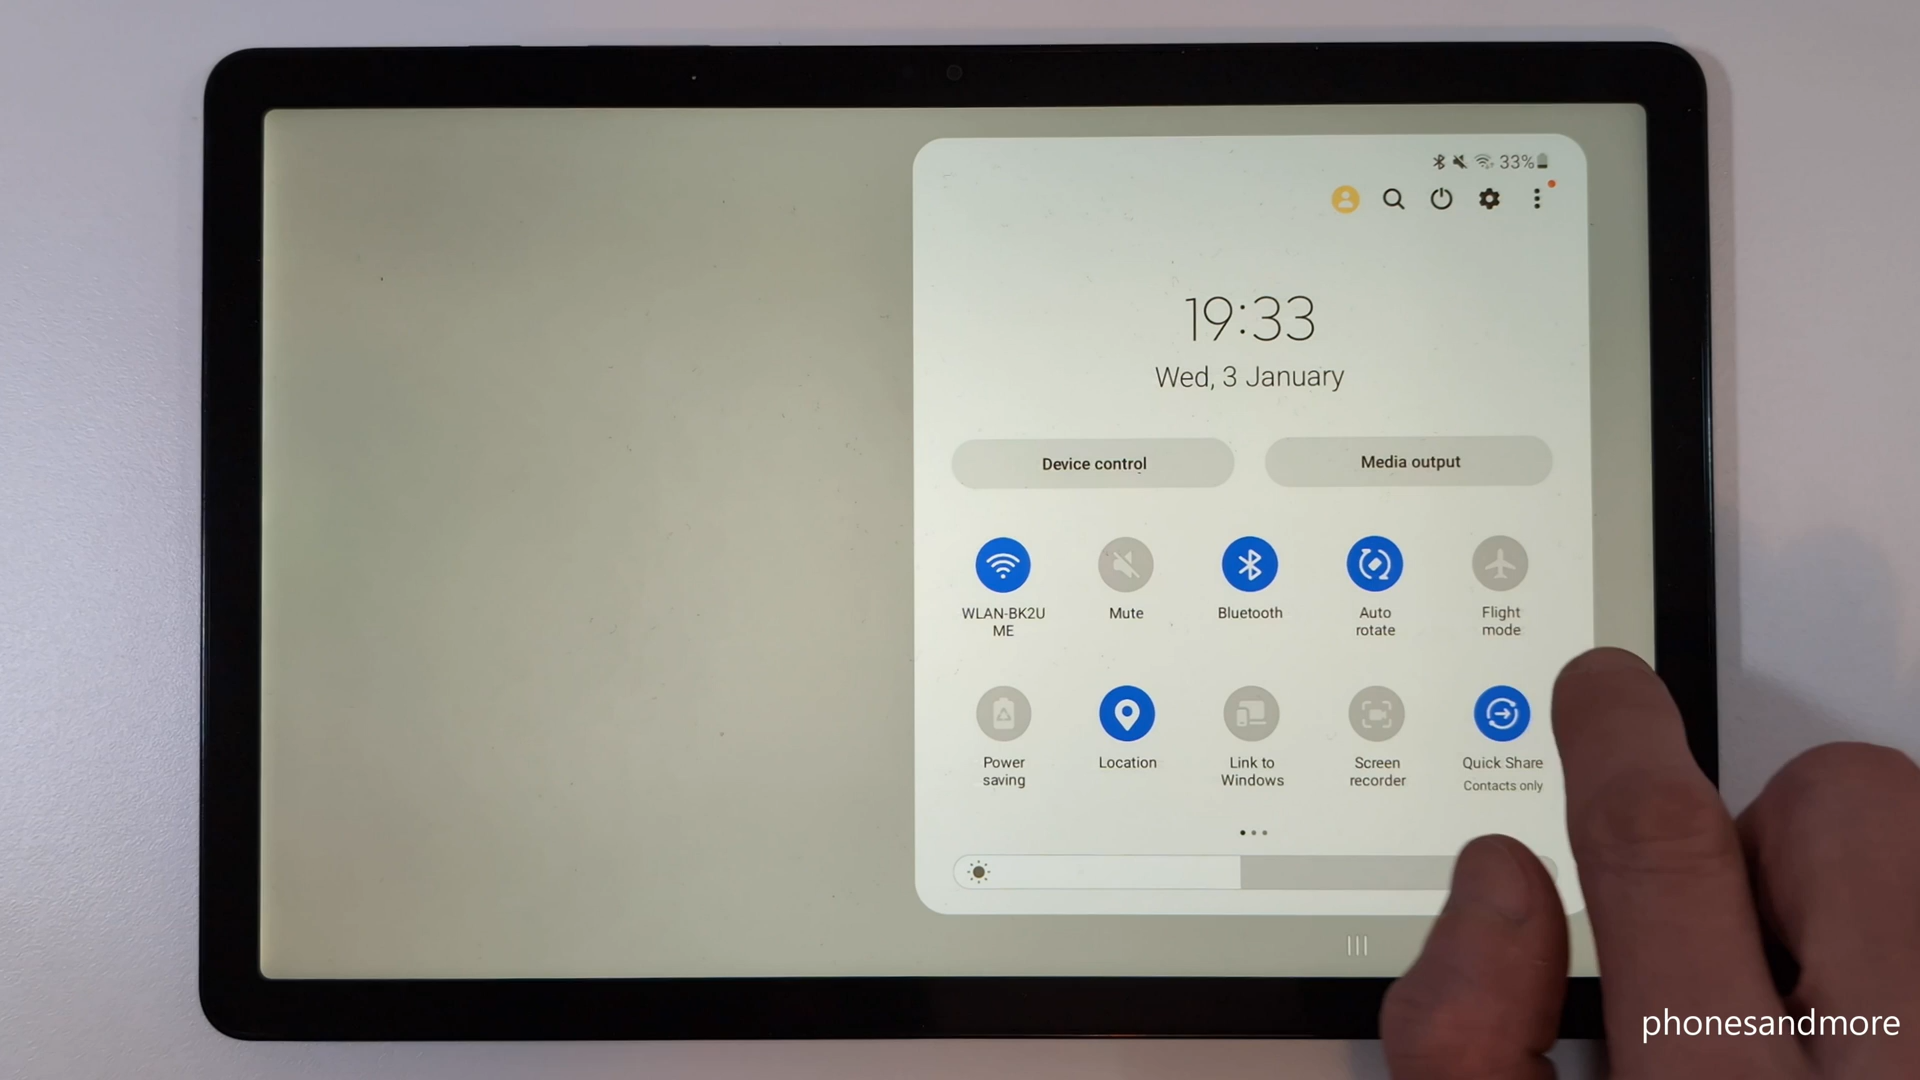 33%
19:33
Wed, 3 January
Device control
Media output
WLAN-BK2U
ME
Mute
Bluetooth
Auto
rotate
Flight
mode
Power
saving
Location
Link to
Windows
Screen
recorder
Quick Share
Contacts only
phonesandmore